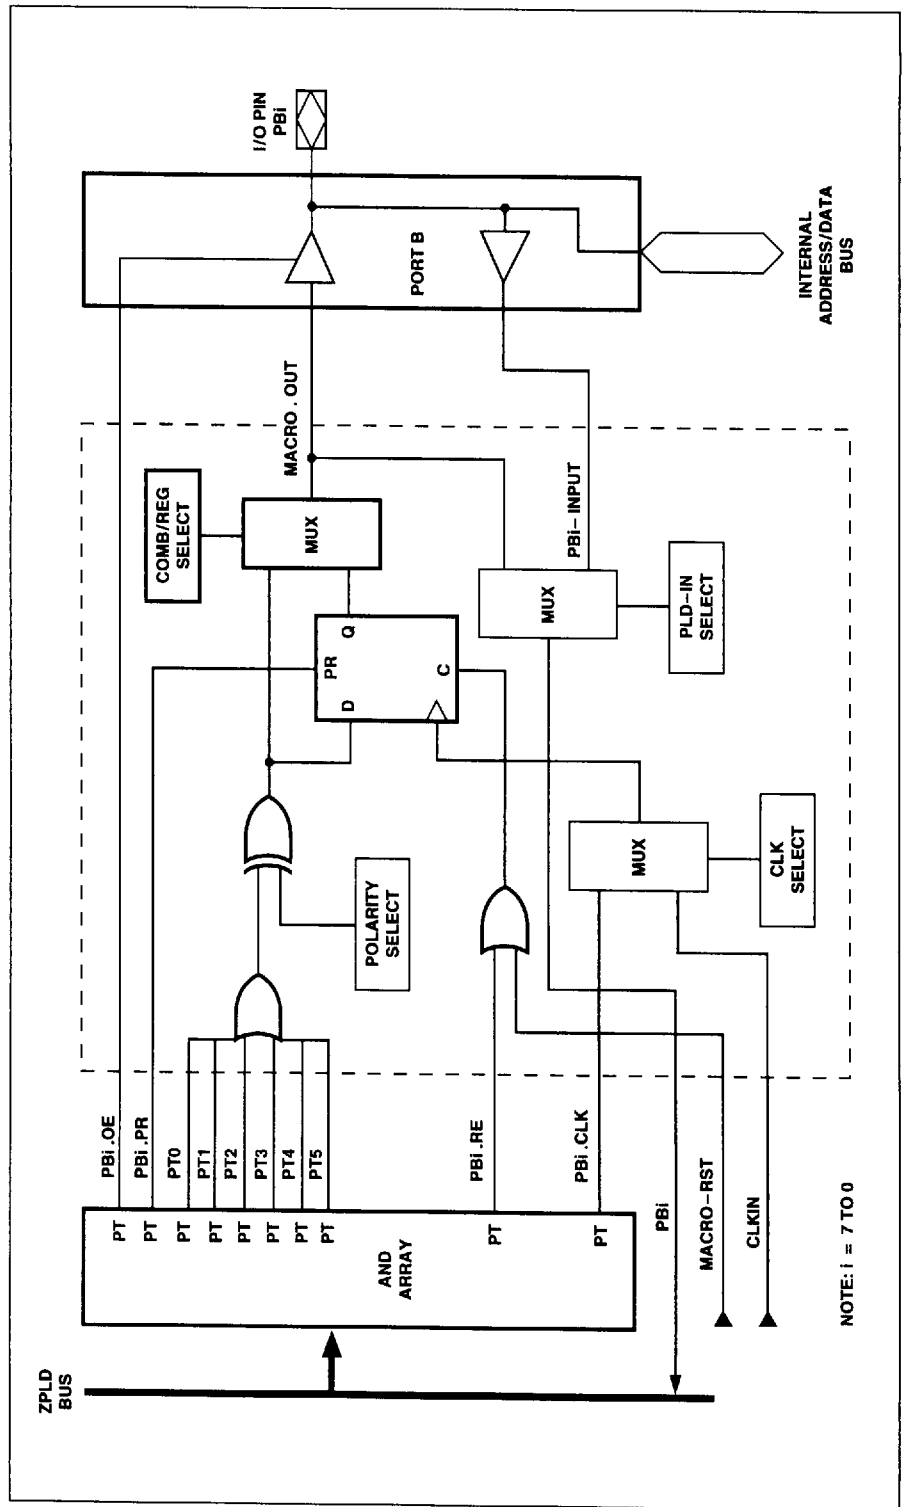 ZPLD
BUS
AND
ARRAY
PT
PT
PT
PT
PT
PT
PT
PT
PT
PT
PBi .OE
PBi .PR
PT0
PT1
PT2
PT3
PT4
PT5
PBi .RE
PBi .CLK
PBi
MACRO-RST
CLKIN
NOTE: i = 7 TO 0
POLARITY
SELECT
PR
D
Q
C
MUX
CLK
SELECT
COMB/REG
SELECT
MUX
MUX
PLD-IN
SELECT
MACRO . OUT
PBi- INPUT
PORT B
I/O PIN
PBi
INTERNAL
ADDRESS/DATA
BUS